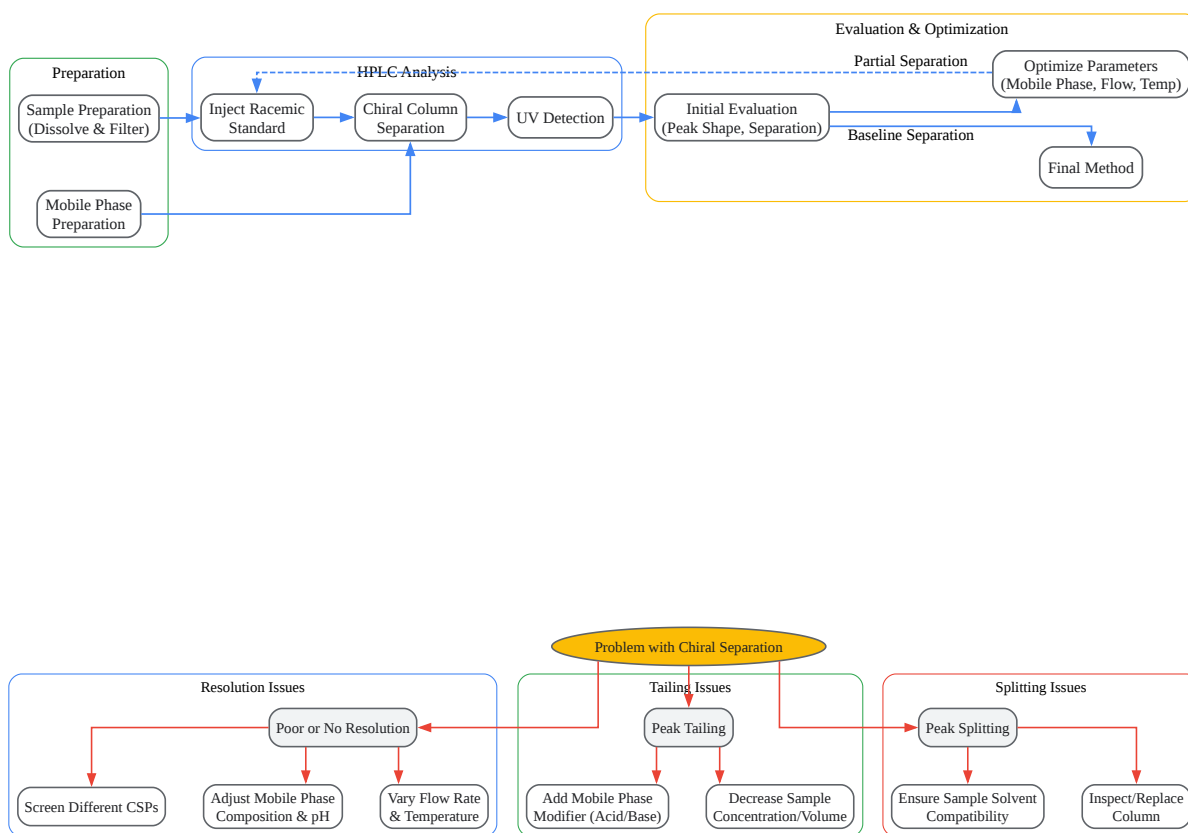 Evaluation & Optimization
Preparation
HPLC Analysis
Partial Separation
Optimize Parameters
(Mobile Phase, Flow, Temp)
Sample Preparation
(Dissolve & Filter)
Inject Racemic
Standard
Chiral Column
Separation
UV Detection
Initial Evaluation
(Peak Shape, Separation)
Baseline Separation
Final Method
Mobile Phase
Preparation
Problem with Chiral Separation
Resolution Issues
Tailing Issues
Splitting Issues
Poor or No Resolution
Peak Tailing
Peak Splitting
Screen Different CSPs
Adjust Mobile Phase
Composition & pH
Vary Flow Rate
& Temperature
Add Mobile Phase
Modifier (Acid/Base)
Decrease Sample
Concentration/Volume
Ensure Sample Solvent
Compatibility
Inspect/Replace
Column